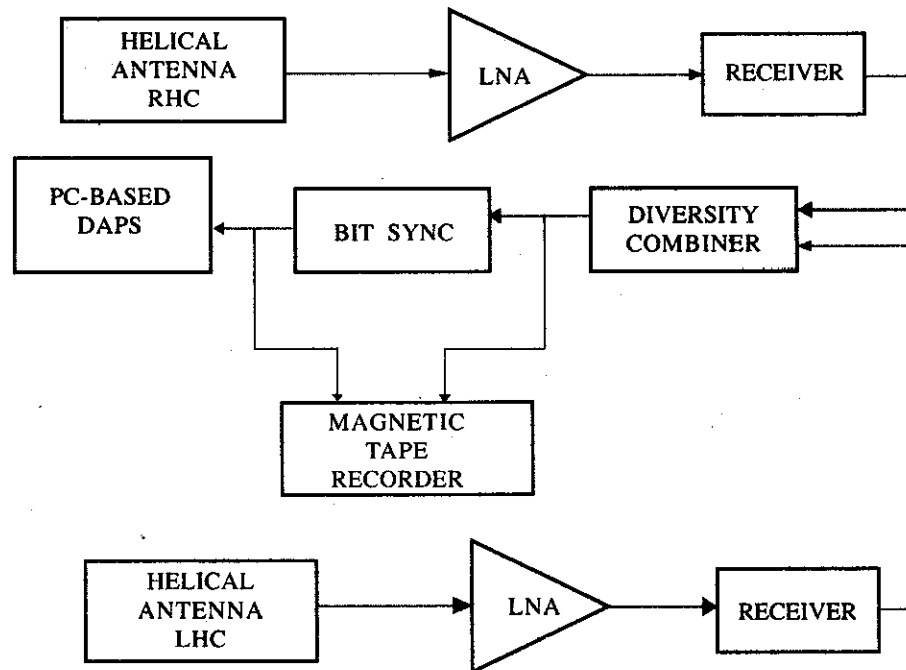 HELICAL
ANTENNA
RHC
LNA
RECEIVER
PC-BASED
DAPS
BIT SYNC
DIVERSITY
COMBINER
MAGNETIC
TAPE
RECORDER
HELICAL
ANTENNA
LHC
LNA
RECEIVER